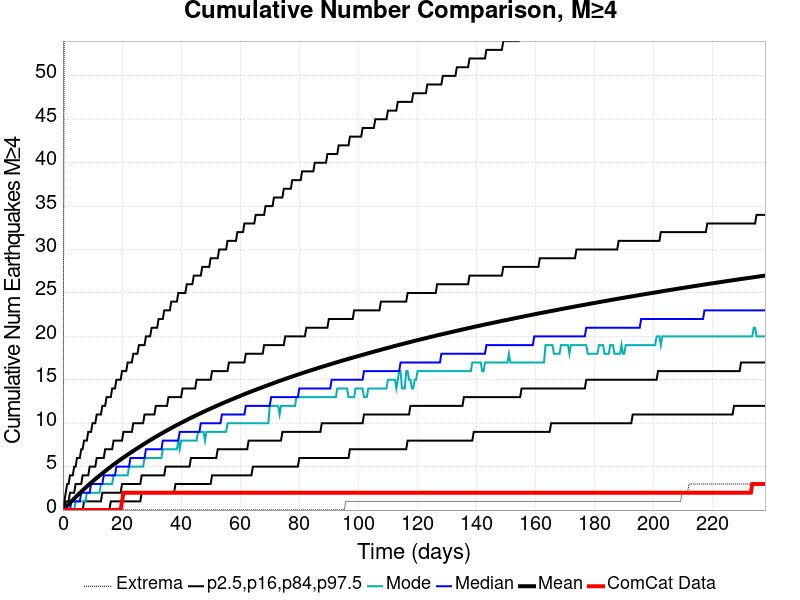 Cumulative Number Comparison, M≥4
Cumulative Num Earthquakes M≥4
50
45
40
35
30
25
20
15
10
5
0
0 20 40 60 80 100 120 140 160 180 200 220
Time (days)
Extrema p2.5,p16,p84,p97.5 Mode Median Mean ComCat Data